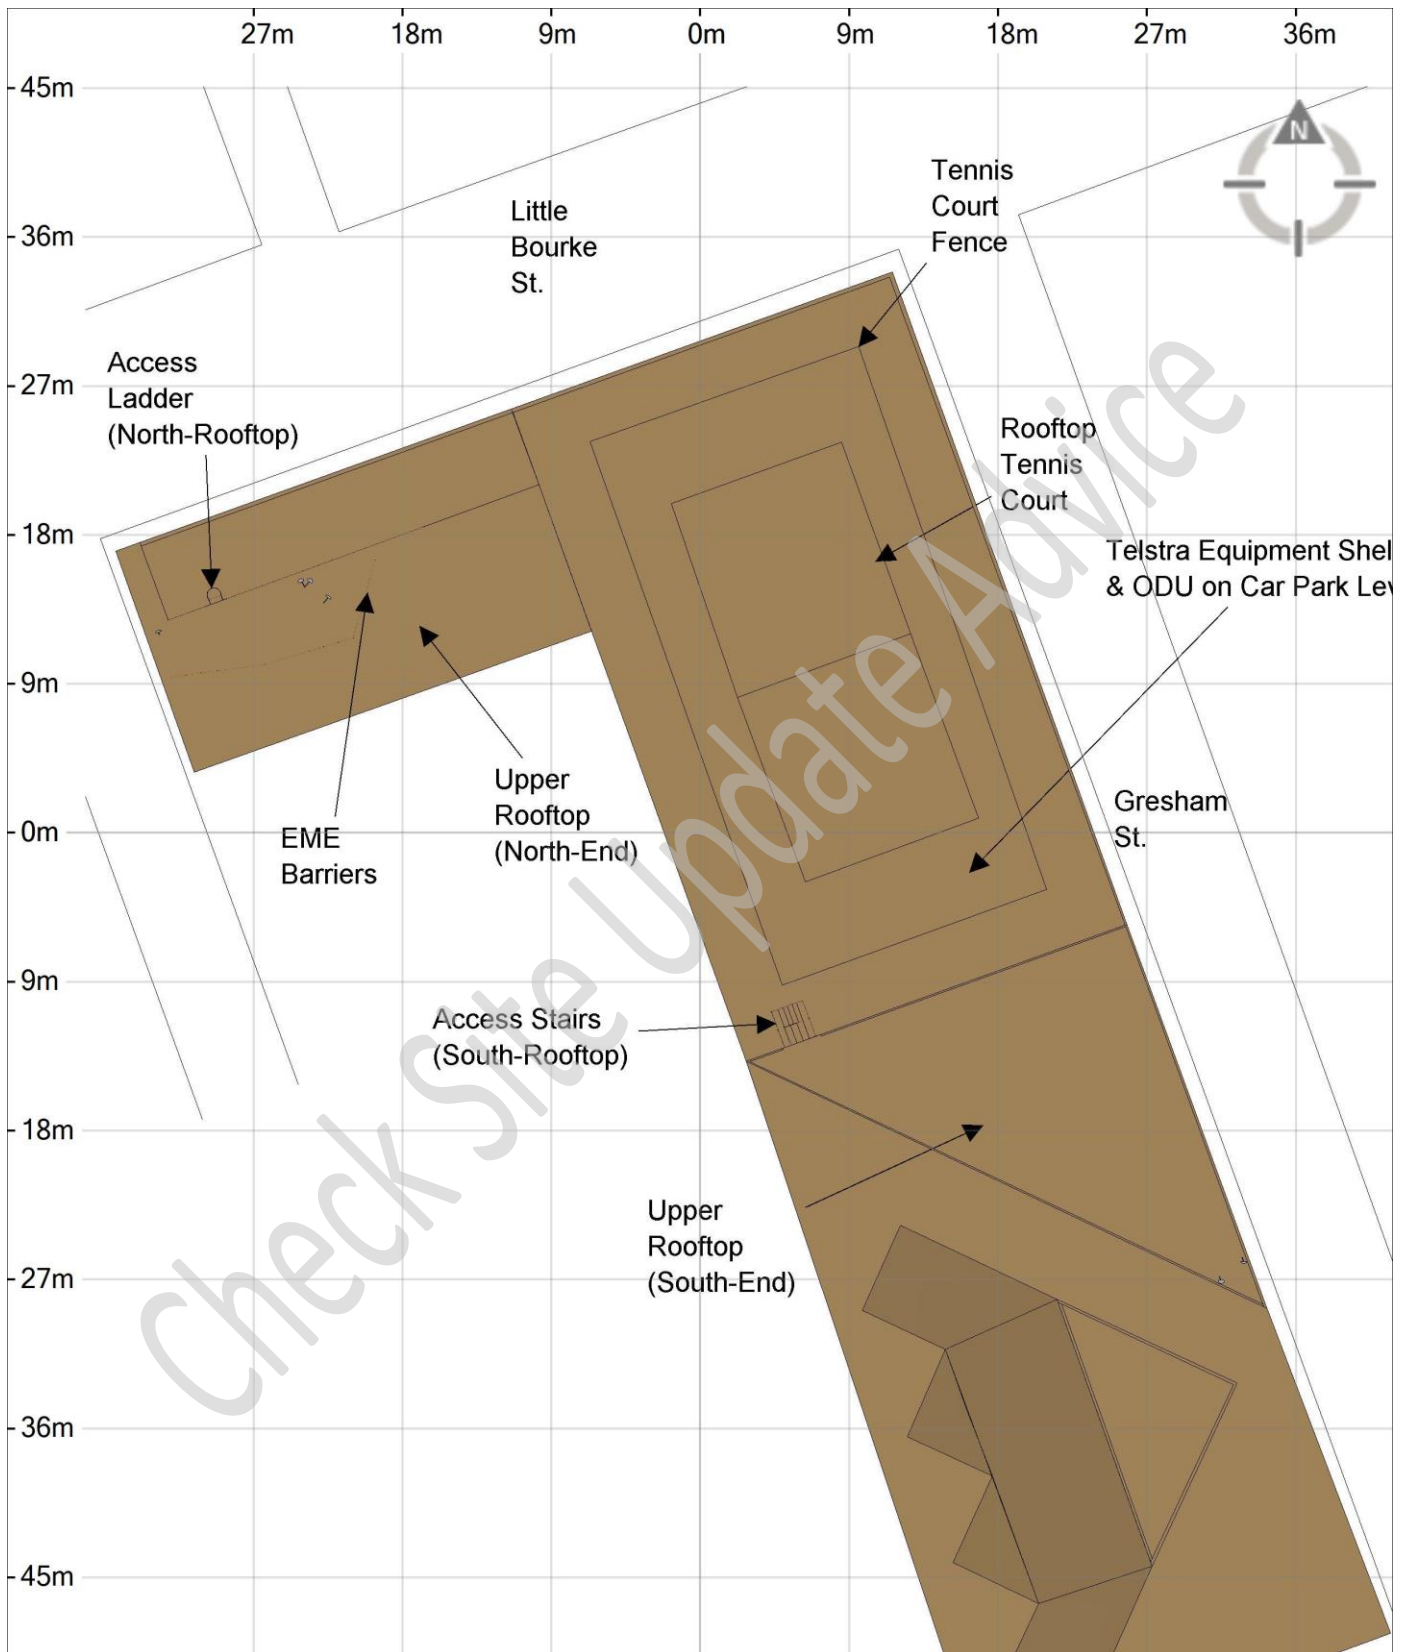 27m 18m 9m 0m 9m 18m 27m 36m
45m
N
Tennis
Court
Fence
Little
Bourke
St.
36m
Access
Ladder
(North-Rooftop)
27m
Rooftop
Tennis
Court
18m
Telstra Equipment Shel
& ODU on Car Park Lev
9m
Upper
Rooftop
(North-End)
Gresham
St.
0m
EME
Barriers
9m
Access Stairs
(South-Rooftop)
18m
Upper
Rooftop
(South-End)
27m
36m
45m
Check Site Update Advice